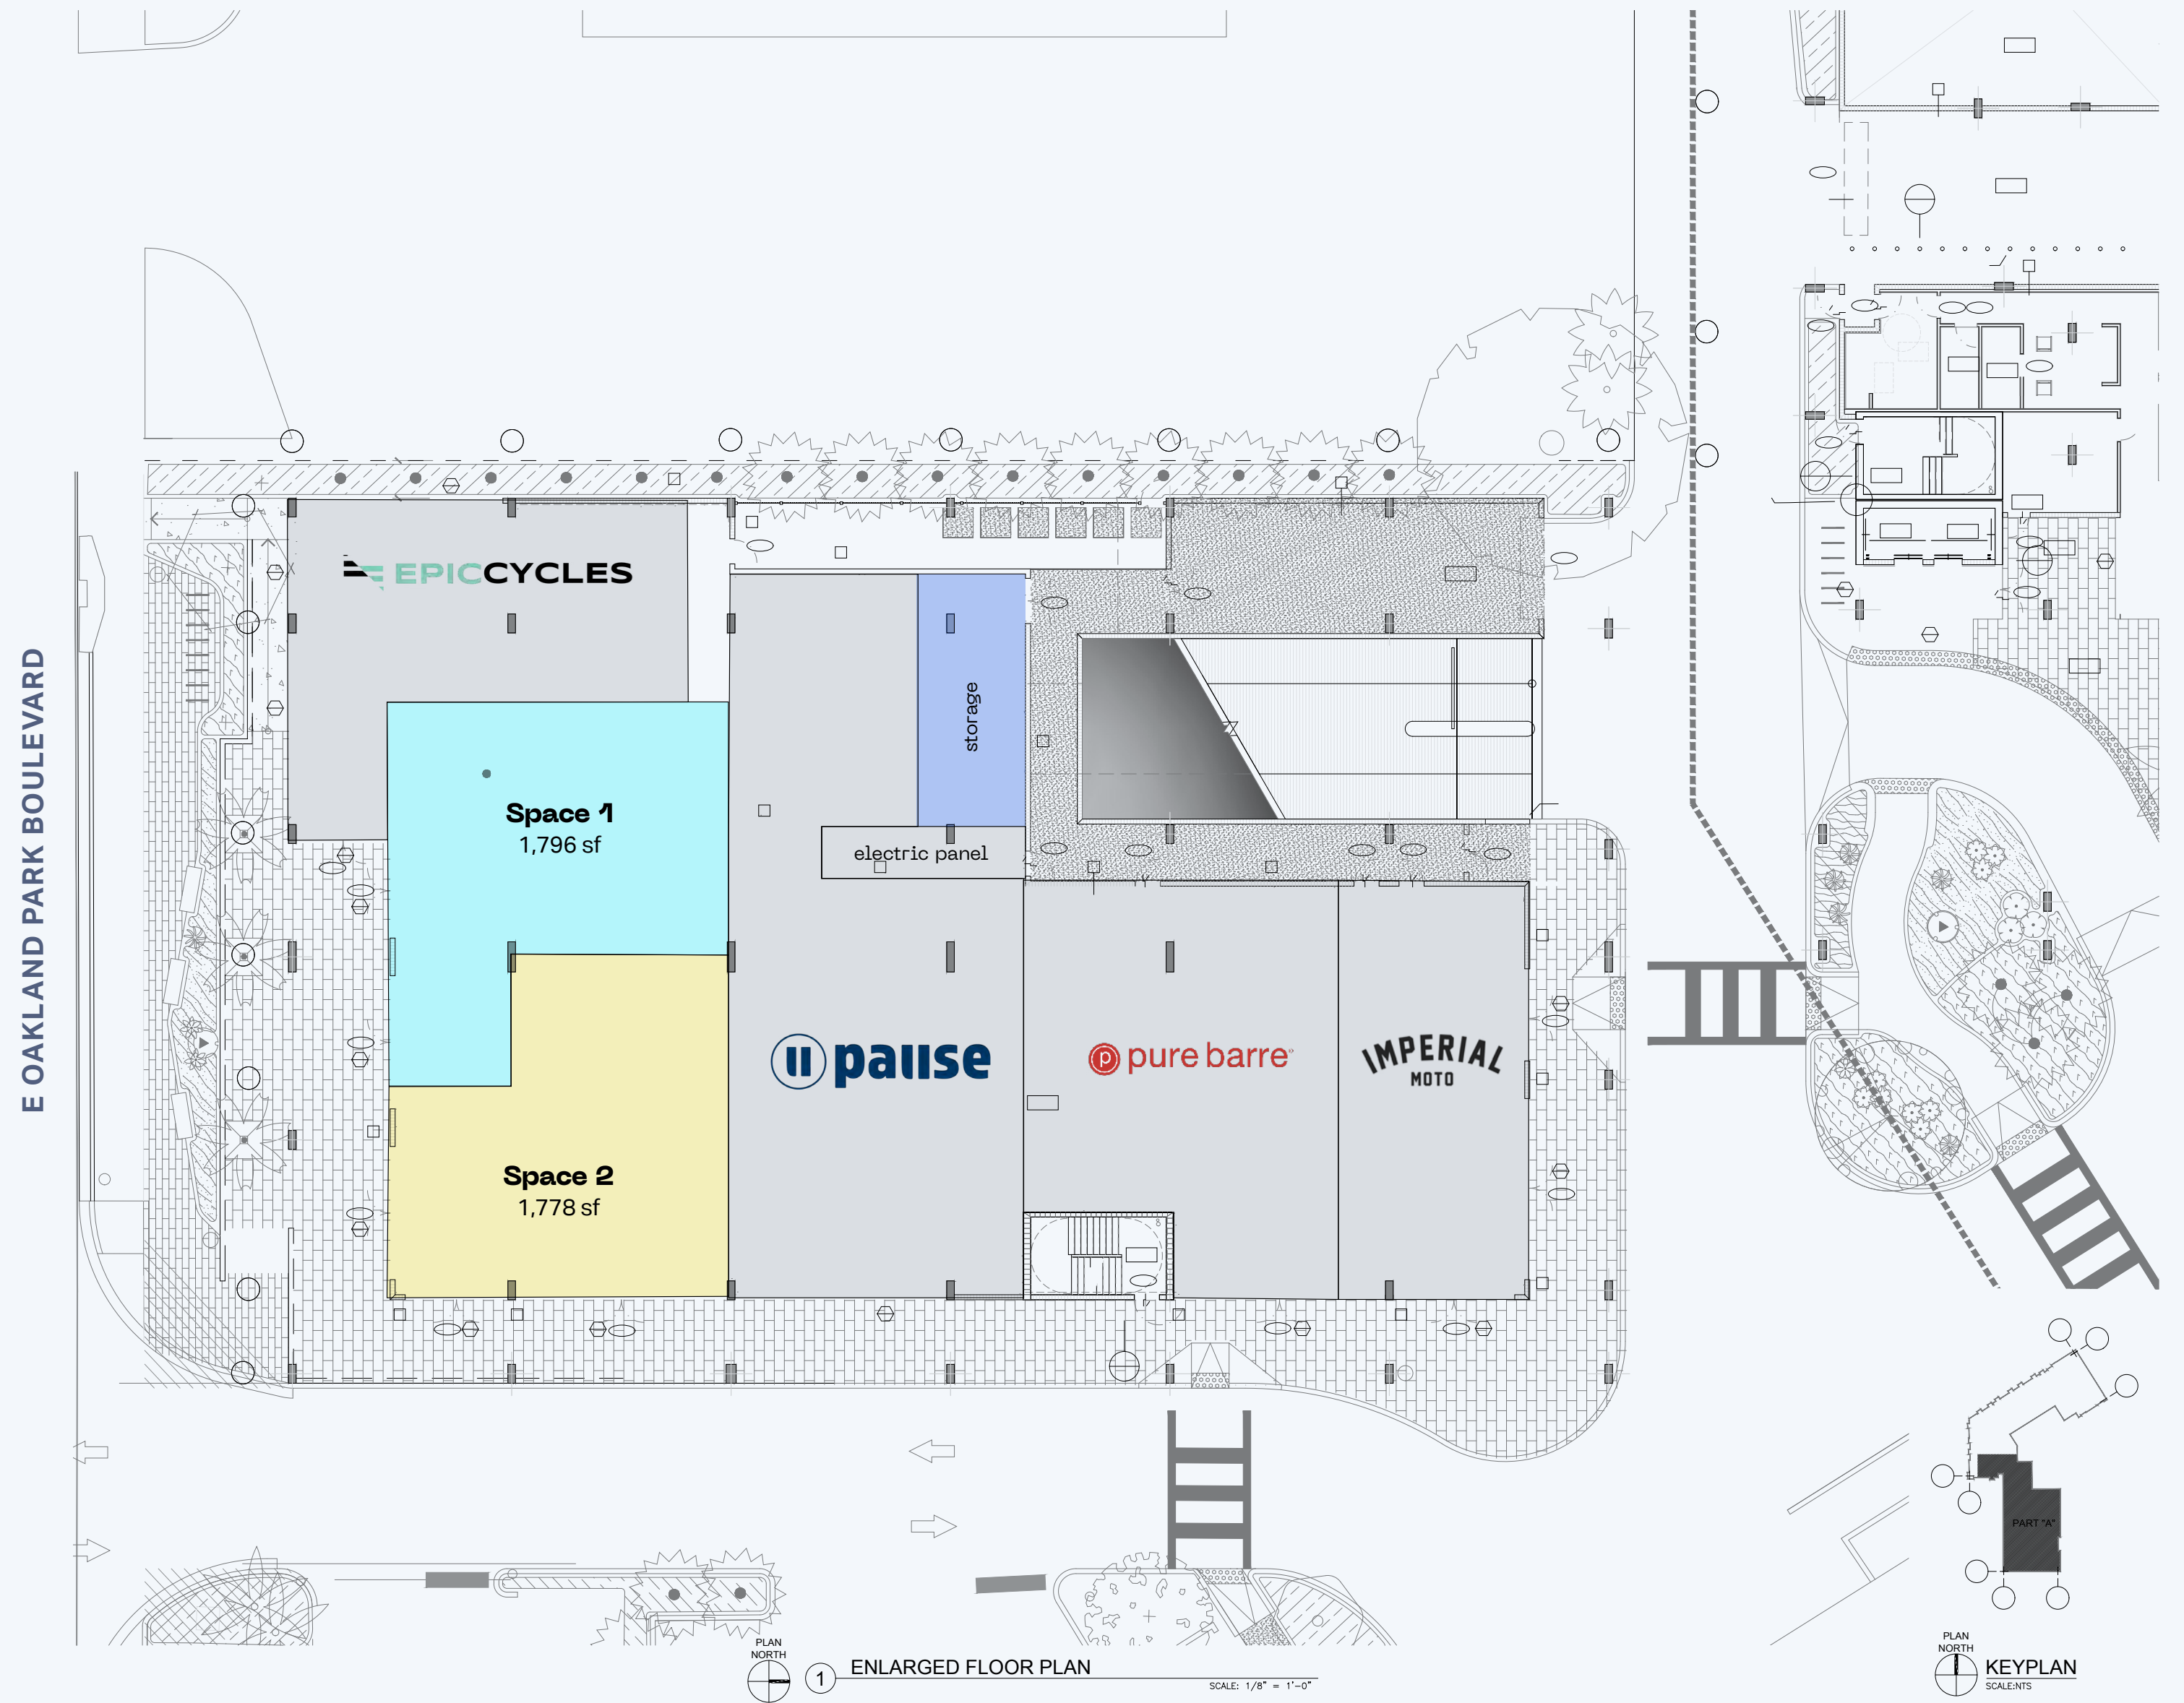 E OAKLAND PARK BOULEVARD
EPICCYCLES
Space 1
1,796 sf
storage
electric panel
pause
pure barre
IMPERIAL
MOTO
Space 2
1,778 sf
PART "A"
PLAN
NORTH
1
ENLARGED FLOOR PLAN
SCALE: 1/8" = 1'-0"
PLAN
NORTH
KEYPLAN
SCALE:NTS